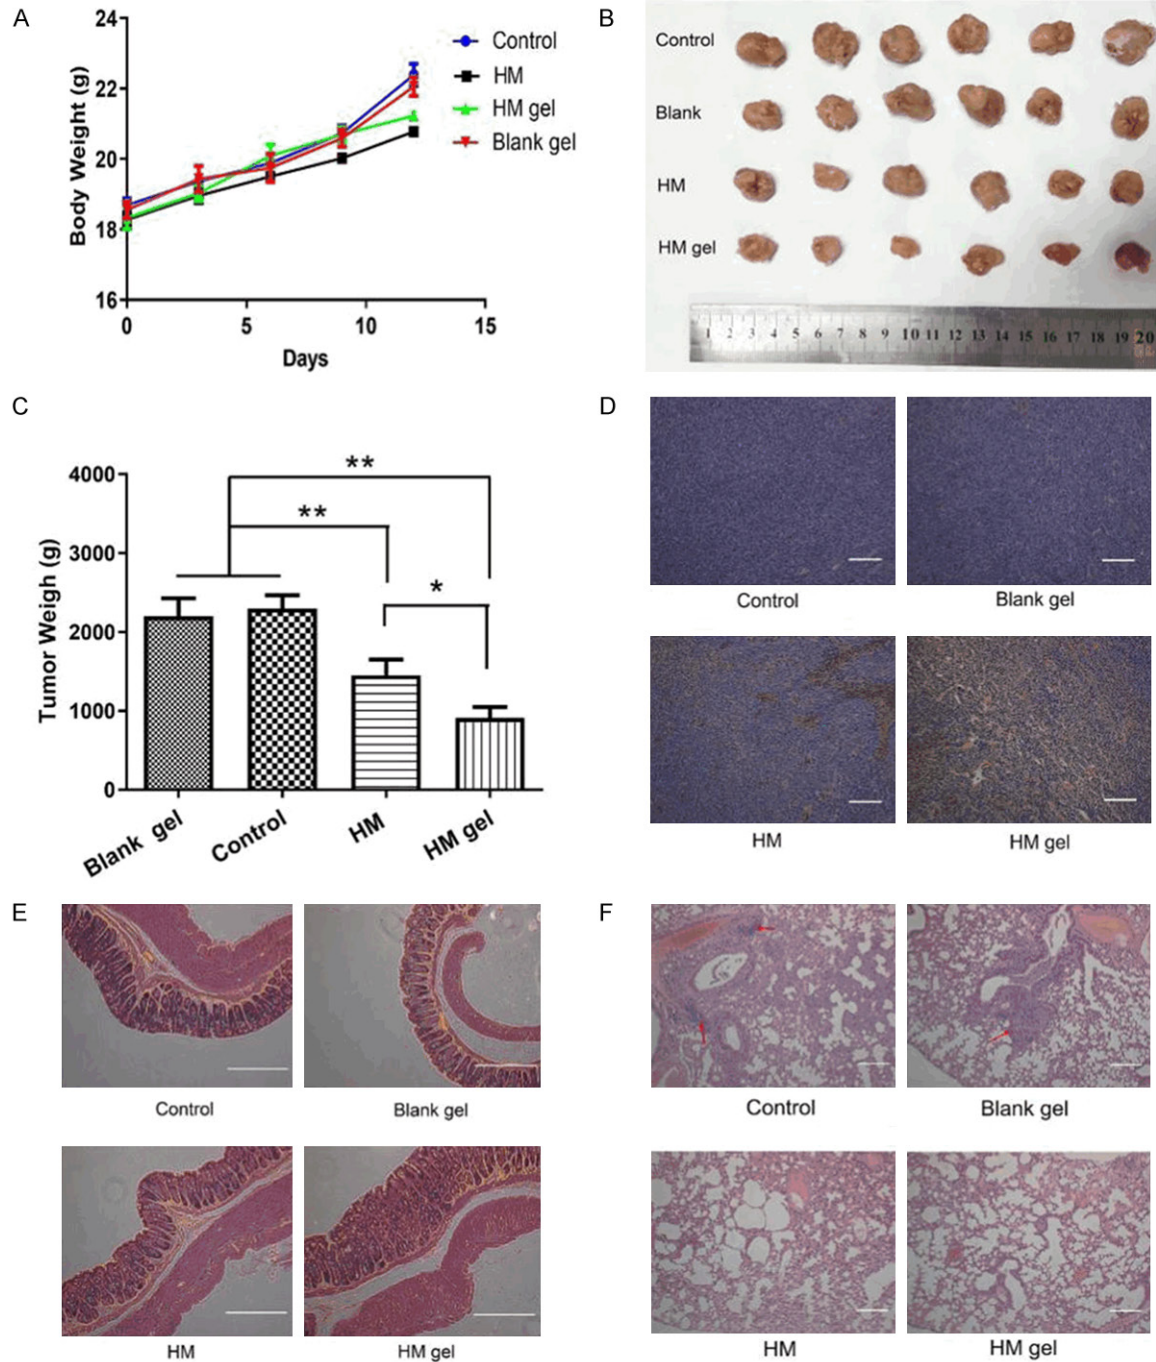 A
24
22
20
18
16
Body Weight (g)
0
5
10
15
Days
Control
HM
HM gel
Blank gel
B
Control
Blank
HM
HM gel
1 2 3 4 5 6 7 8 9 10 11 12 13 14 15 16 17 18 19 20
C
4000
3000
2000
1000
0
Tumor Weigh (g)
**
**
*
Blank gel
Control
HM
HM gel
D
Control
Blank gel
HM
HM gel
E
Control
Blank gel
HM
HM gel
F
Control
Blank gel
HM
HM gel